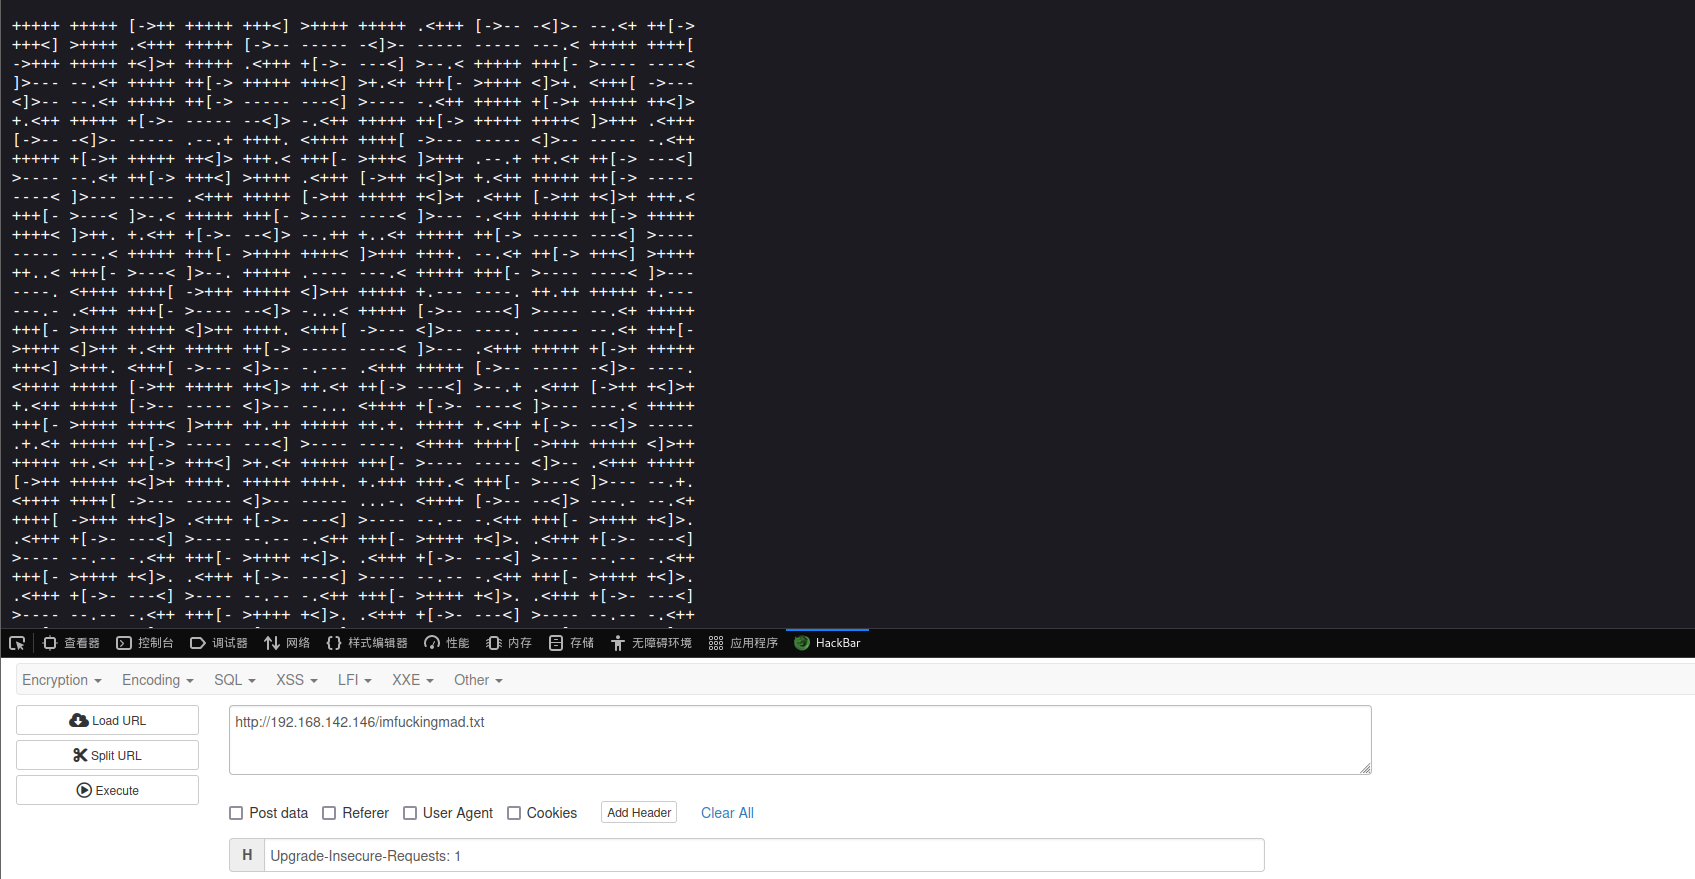 +++++ +++++ [->++ +++++ +++<] >++++ +++++ .<+++ [->-- -<]>- --.<+ ++[->
+++<] >++++ .<+++ +++++ [->-- ----- -<]>- ----- ----- ---.< +++++ ++++[
->+++ +++++ +<]>+ +++++ .<+++ +[->- ---<] >--.< +++++ +++[- >---- ----<
]>--- --.<+ +++++ ++[-> +++++ +++<] >+.<+ +++[- >++++ <]>+. <+++[ ->---
<]>-- --.<+ +++++ ++[-> ----- ---<] >---- -.<++ +++++ +[->+ +++++ ++<]>
+.<++ +++++ +[->- ----- --<]> -.<++ +++++ ++[-> +++++ ++++< ]>+++ .<+++
[->-- -<]>- ----- .--.+ ++++. <++++ ++++[ ->--- ----- <]>-- ----- -.<++
+++++ +[->+ +++++ ++<]> +++.< +++[- >+++< ]>+++ .--.+ ++.<+ ++[-> ---<]
>---- --.<+ ++[-> +++<] >++++ .<+++ [->++ +<]>+ +.<++ +++++ ++[-> -----
----< ]>--- ----- .<+++ +++++ [->++ +++++ +<]>+ .<+++ [->++ +<]>+ +++.<
+++[- >---< ]>-.< +++++ +++[- >---- ----< ]>--- -.<++ +++++ ++[-> +++++
++++< ]>++. +.<++ +[->- --<]> --.++ +..<+ +++++ ++[-> ----- ---<] >----
----- ---.< +++++ +++[- >++++ ++++< ]>+++ ++++. --.<+ ++[-> +++<] >++++
++..< +++[- >---< ]>--. +++++ .---- ---.< +++++ +++[- >---- ----< ]>---
----. <++++ ++++[ ->+++ +++++ <]>++ +++++ +.--- ----. ++.++ +++++ +.---
---.- .<+++ +++[- >---- --<]> -...< +++++ [->-- ---<] >---- --.<+ +++++
+++[- >++++ +++++ <]>++ ++++. <+++[ ->--- <]>-- ----. ----- --.<+ +++[-
>++++ <]>++ +.<++ +++++ ++[-> ----- ----< ]>--- .<+++ +++++ +[->+ +++++
+++<] >+++. <+++[ ->--- <]>-- -.--- .<+++ +++++ [->-- ----- -<]>- ----.
<++++ +++++ [->++ +++++ ++<]> ++.<+ ++[-> ---<] >--.+ .<+++ [->++ +<]>+
+.<++ +++++ [->-- ----- <]>-- --... <++++ +[->- ----< ]>--- ---.< +++++
+++[- >++++ ++++< ]>+++ ++.++ +++++ ++.+. +++++ +.<++ +[->- --<]> -----
.+.<+ +++++ ++[-> ----- ---<] >---- ----. <++++ ++++[ ->+++ +++++ <]>++
+++++ ++.<+ ++[-> +++<] >+.<+ +++++ +++[- >---- ----- <]>-- .<+++ +++++
[->++ +++++ +<]>+ ++++. +++++ ++++. +.+++ +++.< +++[- >---< ]>--- --.+.
<++++ ++++[ ->--- ----- <]>-- ----- ...-. <++++ [->-- --<]> ---.- --.<+
++++[ ->+++ ++<]> .<+++ +[->- ---<] >---- --.-- -.<++ +++[- >++++ +<]>.
.<+++ +[->- ---<] >---- --.-- -.<++ +++[- >++++ +<]>. .<+++ +[->- ---<]
>---- --.-- -.<++ +++[- >++++ +<]>. .<+++ +[->- ---<] >---- --.-- -.<++
+++[- >++++ +<]>. .<+++ +[->- ---<] >---- --.-- -.<++ +++[- >++++ +<]>.
.<+++ +[->- ---<] >---- --.-- -.<++ +++[- >++++ +<]>. .<+++ +[->- ---<]
>---- --.-- -.<++ +++[- >++++ +<]>. .<+++ +[->- ---<] >---- --.-- -.<++
查看器 控制台 调试器 网络 样式编辑器 性能 内存 存储 无障碍环境 应用程序 HackBar
Encryption Encoding SQL XSS LFI XXE Other
Load URL
http://192.168.142.146/imfuckingmad.txt
Split URL
Execute
Post data Referer User Agent Cookies Add Header Clear All
H Upgrade-Insecure-Requests: 1